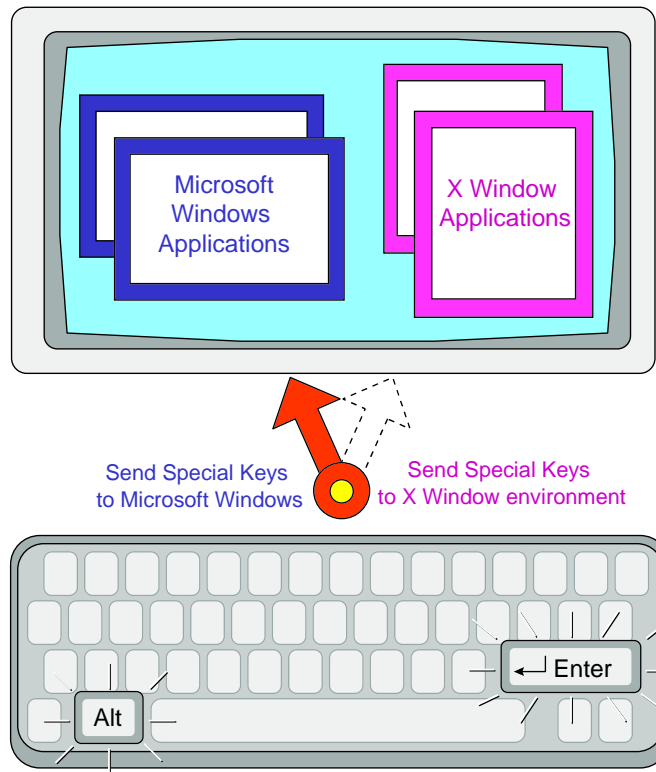 Microsoft
Windows
Applications
X Window
Applications
Send Special Keys
to Microsoft Windows
Send Special Keys
to X Window environment
Enter
Alt